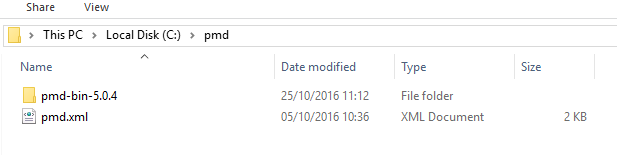 Share View
This PC Local Disk (C:) pmd
Name Date modified Type Size
pmd-bin-5.0.4 25/10/2016 11:12 File folder
pmd.xml 05/10/2016 10:36 XML Document 2 KB